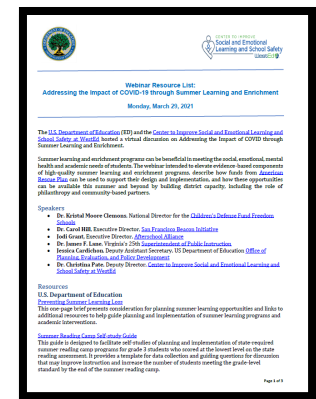 CENTER TO IMPROVE
Social and Emotional
Learning and School Safety
WestEd
Webinar Resource List:
Addressing the Impact of COVID-19 through Summer Learning and Enrichment
Monday, March 29, 2021
The U.S. Department of Education (ED) and the Center to Improve Social and Emotional Learning and
School Safety at WestEd hosted a virtual discussion on Addressing the Impact of COVID through
Summer Learning and Enrichment.
Summer learning and enrichment programs can be beneficial in meeting the social, emotional, mental
health and academic needs of students. The webinar intended to elevate evidence-based components
of high-quality summer learning and enrichment programs, describe how funds from American
Rescue Plan can be used to support their design and implementation, and how these opportunities
can be available this summer and beyond by building district capacity, including the role of
philanthropy and community-based partners.
Speakers
• Dr. Kristal Moore Clemons, National Director for the Children's Defense Fund Freedom
Schools
• Dr. Carol Hill, Executive Director, San Francisco Beacon Initiative
• Jodi Grant, Executive Director, Afterschool Alliance
• Dr. James F. Lane, Virginia's 25th Superintendent of Public Instruction
• Jessica Cardichon, Deputy Assistant Secretary, US Department of Education Office of
Planning, Evaluation, and Policy Development
• Dr. Christina Pate, Deputy Director, Center to Improve Social and Emotional Learning and
School Safety at WestEd
Resources
U.S. Department of Education
Preventing Summer Learning Loss
This one-page brief presents consideration for planning summer learning opportunities and links to
additional resources to help guide planning and implementation of summer learning programs and
academic interventions.
Summer Reading Camp Self-study Guide
This guide is designed to facilitate self-studies of planning and implementation of state-required
summer reading camp programs for grade 3 students who scored at the lowest level on the state
reading assessment. It provides a template for data collection and guiding questions for discussion
that may improve instruction and increase the number of students meeting the grade-level
standard by the end of the summer reading camp.